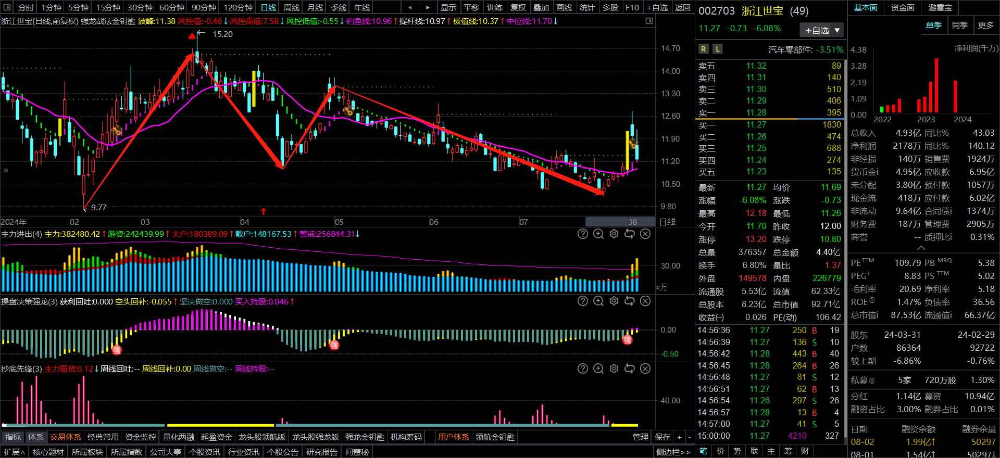 分时 1分钟 5分钟 15分钟 30分钟 60分钟 90分钟 120分钟 日线 周线 月线 季线 年线 ◂ ▸ 显示 平移 训练 复权 叠加 画线 统计 多股 F10 +自选 返回
浙江世宝(日线,前复权) 强龙战法金钥匙 波峰:11.38 风控值:-0.46↓风控高值:7.58↓风控低值:-0.55↓钓鱼线:10.96↑提杆线:10.97↑极值线:10.37↑中位线:11.70↓
15.20
9.77
14.70
14.00
13.30
12.60
11.90
11.20
10.50
9.80
»
2024年 02 03 04 05 06 07 08 日线
主力进出(4) 主力:382480.42↑游资:242439.99↑大户:180389.09↑散户:148167.53↑警戒:256844.31↓
30.00
×万
操盘决策强龙(3) 获利回吐:0.000 空头回补:-0.055↑坚决做空:0.000 买入持股:0.046↑
强 强 强
0.00
-0.50
抄底先锋(3) 主力吸货:0.12↓周线回吐:-- 周线回补:0.00 周线做空:-- 周线持股:--
40.00
指标 体系 交易体系 经典常用 资金监控 量化两融 超盈资金 龙头股领航版 龙头股强龙版 强龙金钥匙 机构筹码 用户体系 领航金钥匙 管理 保存 + -
扩展∧ 核心题材 所属板块 所属指数 公司大事 个股资讯 行业资讯 个股公告 研究报告 问董秘 侧边栏>>
002703 浙江世宝 (49)
11.27 -0.73 -6.08% +自选 ▼
R L 汽车零部件: -3.51%
卖五 11.32 89
卖四 11.31 140
卖三 11.30 510
卖二 11.29 406
卖一 11.28 395
买一 11.27 1830
买二 11.26 474
买三 11.25 688
买四 11.24 274
买五 11.23 135
最新 11.27 均价 11.69
涨幅 -6.08% 涨跌 -0.73
最高 12.18 最低 11.26
今开 11.70 昨收 12.00
涨停 13.20 跌停 10.80
总量 376357 总金额 4.40亿
换手 6.80% 量比 1.37
外盘 149578 内盘 226779
流通股 5.53亿 流值 62.33亿
总股本 8.23亿 总市值 92.71亿
收益㈠ 0.026 PE(动) 106.42
14:56:36 11.27 250 B 19
14:56:39 11.27 136 S 10
14:56:42 11.28 443 B 40
14:56:45 11.28 264 B 26
14:56:48 11.27 81 S 12
14:56:51 11.27 62 B 13
14:56:54 11.26 297 S 26
14:56:57 11.28 13 B 4
14:57:00 11.27 41 S 5
15:00:00 11.27 4210 327
笔 价 势 联 主 筹 财
基本面 资金面 避雷宝
单季 同季 更多
净利润(千万)
4.38
3.28
2.19
1.09
0.00
2022 2023 2024
总收入 4.93亿 同比% 43.03
净利润 2178万 同比% 140.12
非经损 140万 销售费 1924万
货币金i 4.95亿 应收款 6.95亿
未分配 3.80亿 预付款 1057万
现金流 418万 应付款 6.02亿
非流动 9.64亿 合同债i 1374万
财务费 187万 管理费 2905万
商誉 -- 质押比i 0.31%
PE TTM 109.79 PB MRQ 5.38
PEG i 8.83 PS TTM 5.02
毛利率 20.69 净利率 5.18
ROE① 1.47% 负债率 36.56
总市值i 87.53亿 流通值i 66.37亿
股东 24-03-31 24-02-29
户数 86364 92722
较上期 -6.86% -0.76%
私募④ 5家 720万股 1.30%
分红 1.14亿 募资 10.94亿
融资占比 3.00% 融券占比 0.01%
日期 融资余额 融券余量
08-02 1.99亿↑ 50297
08-01 1.54亿↑ 50297↓